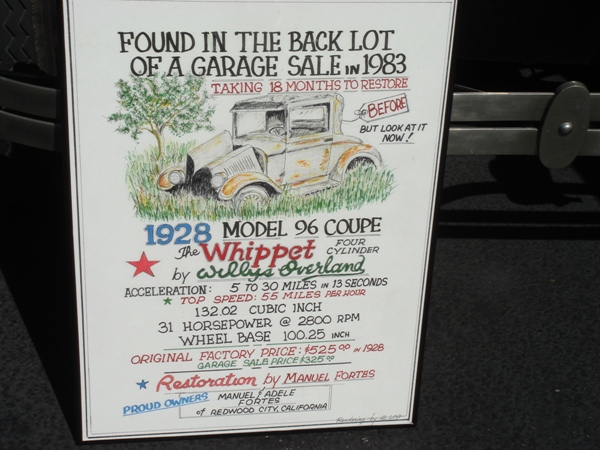 FOUND IN THE BACK LOT
OF A GARAGE SALE IN 1983
TAKING 18 MONTHS TO RESTORE
BEFORE
BUT LOOK AT IT
NOW!
1928 MODEL 96 COUPE
The Whippet FOUR
CYLINDER
by Willys Overland
ACCELERATION: 5 TO 30 MILES IN 13 SECONDS
TOP SPEED: 55 MILES PER HOUR
132.02 CUBIC INCH
31 HORSEPOWER @ 2800 RPM
WHEEL BASE 100.25 INCH
ORIGINAL FACTORY PRICE: $525.00 IN 1928
GARAGE SALE PRICE $325.00
Restoration by MANUEL FORTES
PROUD OWNERS MANUEL & ADELE
FORTES
of REDWOOD CITY, CALIFORNIA
Rendering by